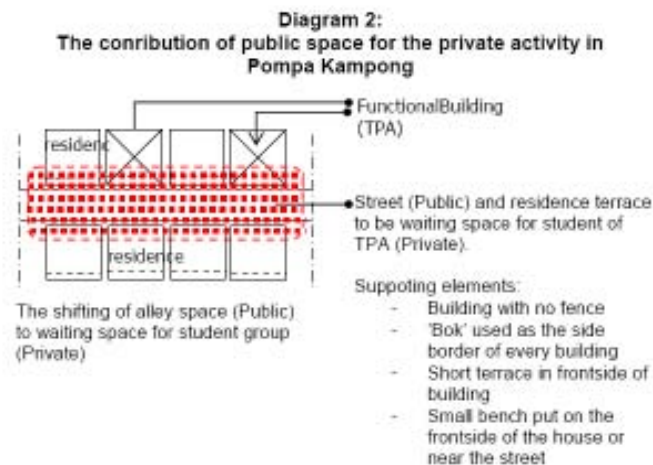 Diagram 2:
The conribution of public space for the private activity in
Pompa Kampong
FunctionalBuilding
(TPA)
residenc
Street (Public) and residence terrace
to be waiting space for student of
TPA (Private).
residence
The shifting of alley space (Public)
to waiting space for student group
(Private)
Suppoting elements:
- Building with no fence
- 'Bok' used as the side
border of every building
- Short terrace in frontside of
building
- Small bench put on the
frontside of the house or
near the street